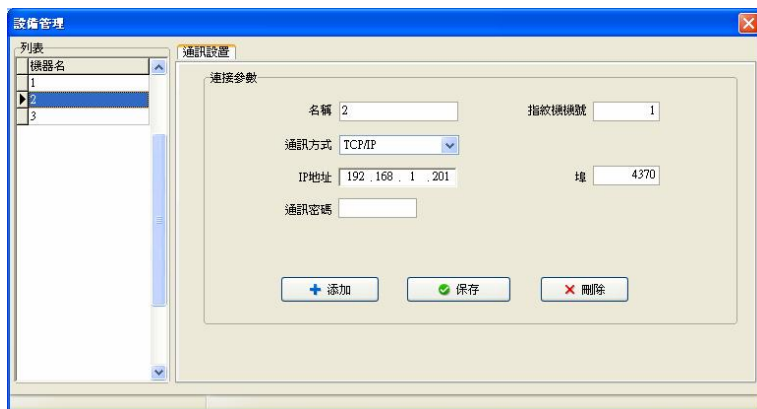 設備管理
列表
機器名
1
2
3
通訊設置
連接參數
名稱 2
指紋機機號 1
通訊方式 TCP/IP
IP地址 192 . 168 . 1 . 201
埠 4370
通訊密碼
添加
保存
刪除